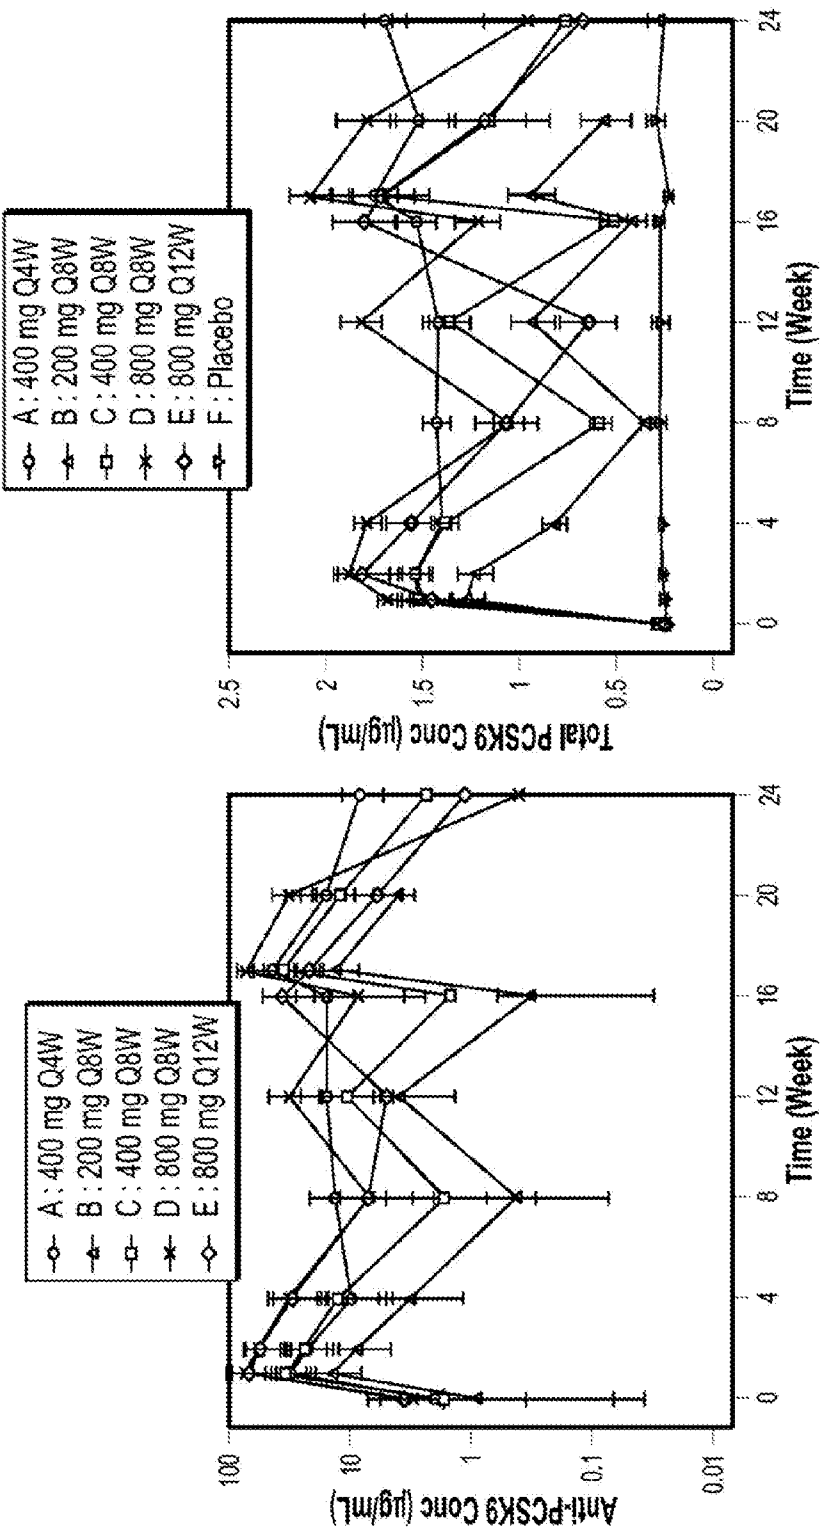 A : 400 mg Q4W
B : 200 mg Q8W
C : 400 mg Q8W
D : 800 mg Q8W
E : 800 mg Q12W
Anti-PCSK9 Conc (µg/mL)
100
10
1
0.1
0.01
0
4
8
12
16
20
24
Time (Week)
A : 400 mg Q4W
B : 200 mg Q8W
C : 400 mg Q8W
D : 800 mg Q8W
E : 800 mg Q12W
F : Placebo
Total PCSK9 Conc (µg/mL)
2.5
2
1.5
1
0.5
0
0
4
8
12
16
20
24
Time (Week)